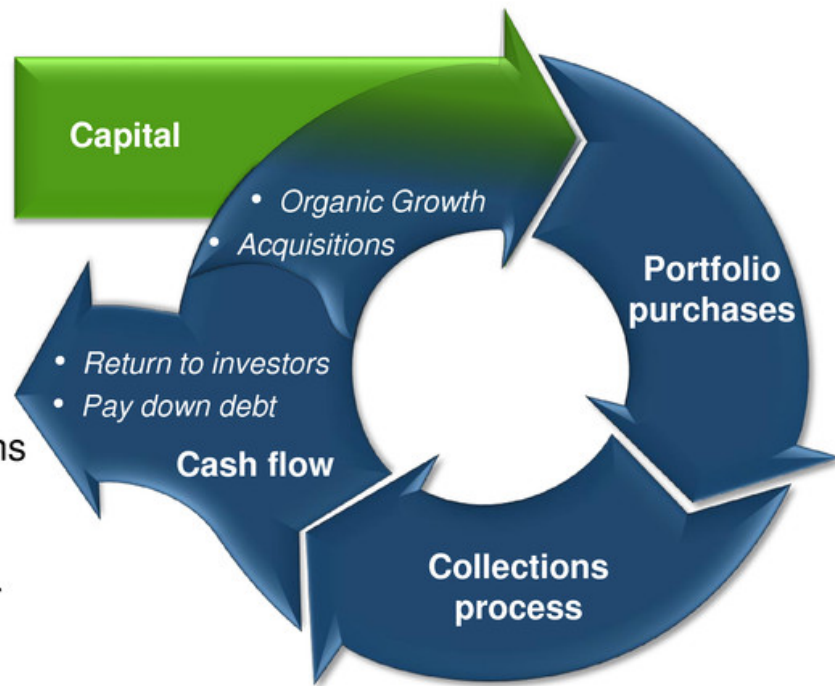 Capital
• Organic Growth
• Acquisitions
Portfolio
purchases
• Return to investors
• Pay down debt
Cash flow
Collections
process